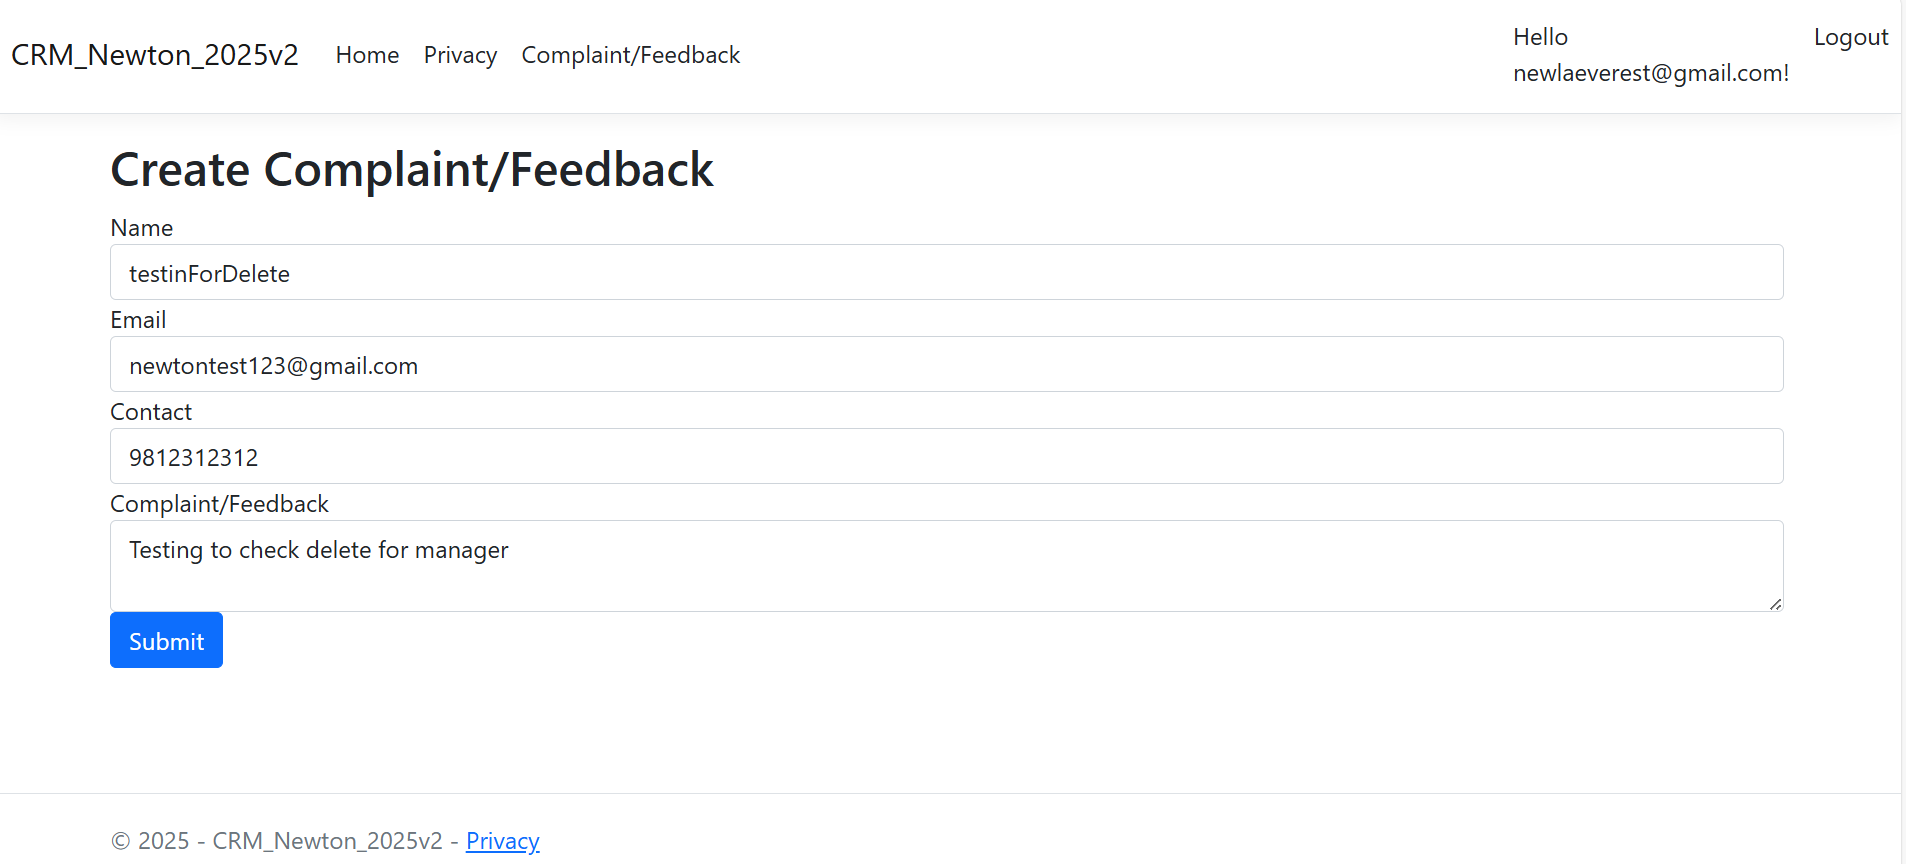 CRM_Newton_2025v2 Home Privacy Complaint/Feedback
Hello
newlaeverest@gmail.com!
Logout
Create Complaint/Feedback
Name
testinForDelete
Email
newtontest123@gmail.com
Contact
9812312312
Complaint/Feedback
Testing to check delete for manager
Submit
© 2025 - CRM_Newton_2025v2 - Privacy